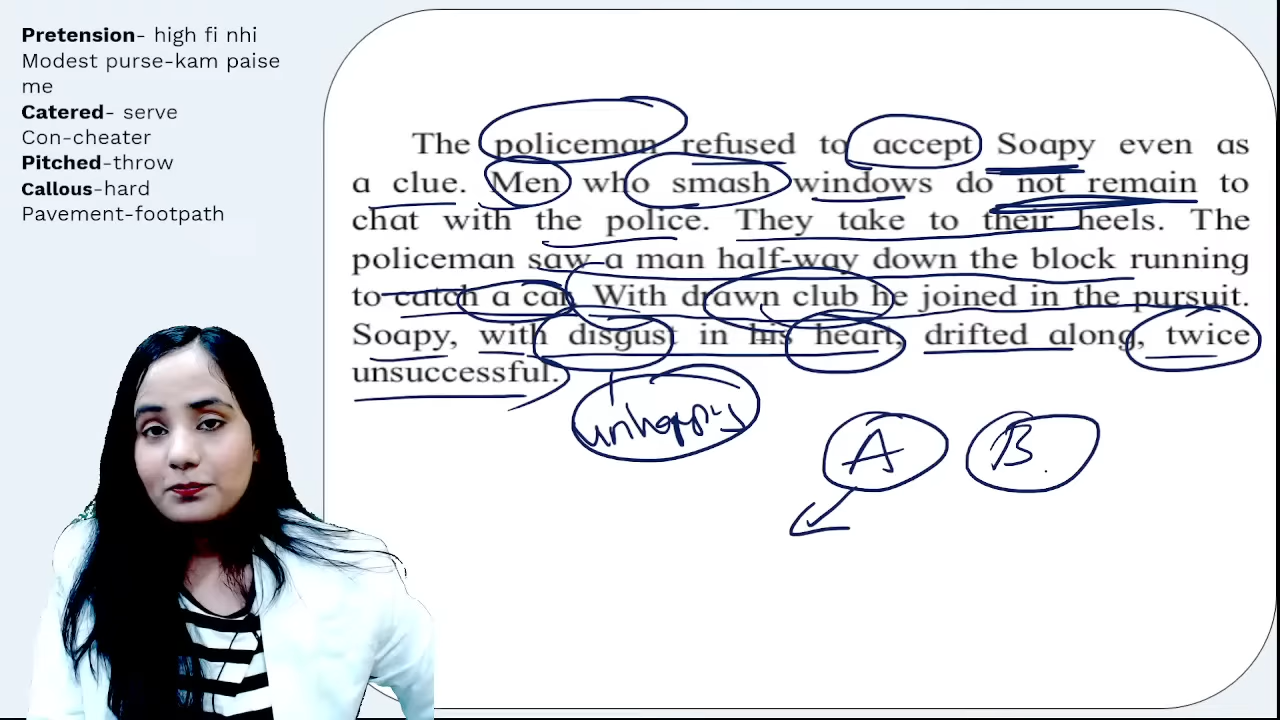 Pretension- high fi nhi
Modest purse-kam paise
me
Catered- serve
Con-cheater
Pitched-throw
Callous-hard
Pavement-footpath
The policeman refused to accept Soapy even as
a clue. Men who smash windows do not remain to
chat with the police. They take to their heels. The
policeman saw a man half-way down the block running
to catch a car. With drawn club he joined in the pursuit.
Soapy, with disgust in his heart, drifted along, twice
unsuccessful.
unhappy
A B.